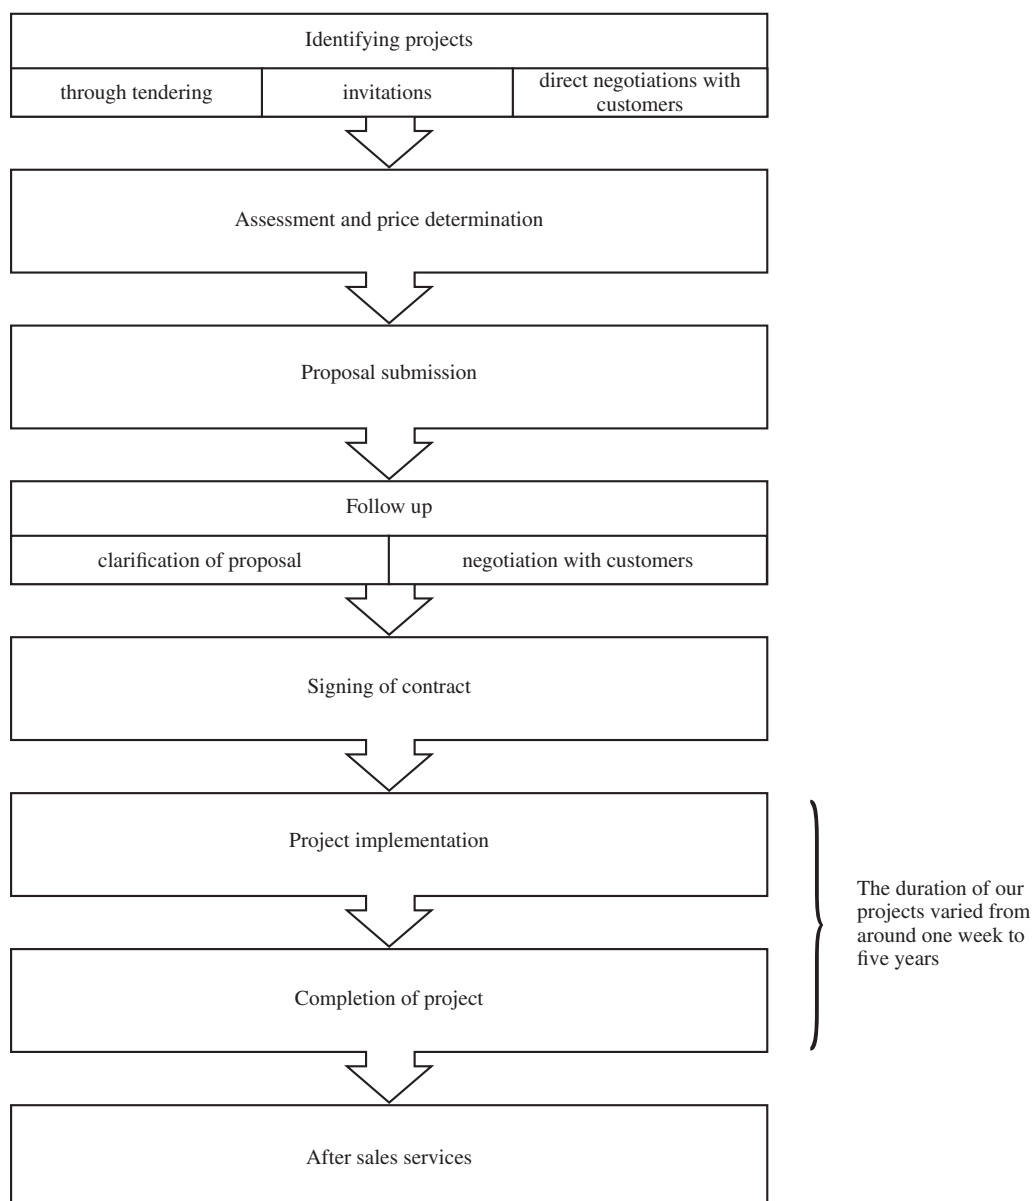 Identifying projects
through tendering
invitations
direct negotiations with
customers
Assessment and price determination
Proposal submission
Follow up
clarification of proposal
negotiation with customers
Signing of contract
Project implementation
The duration of our
projects varied from
around one week to
five years
Completion of project
After sales services